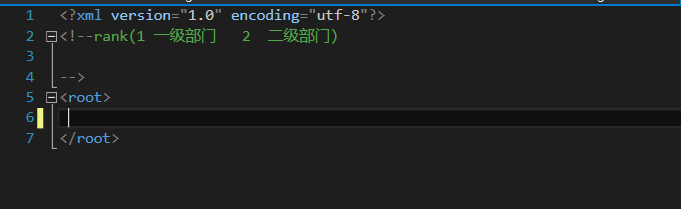 1 <?xml version="1.0" encoding="utf-8"?>
2 <!--rank(1 一级部门   2  二级部门)
3
4 -->
5 <root>
6
7 </root>